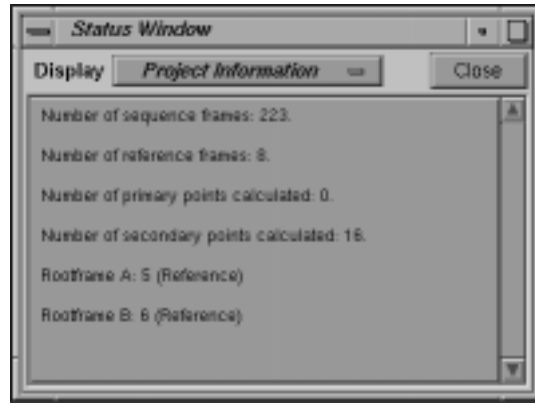 Status Window
Display Project Information Close
Number of sequence frames: 223.
Number of reference frames: 8.
Number of primary points calculated: 0.
Number of secondary points calculated: 16.
Rootframe A: 5 (Reference)
Rootframe B: 6 (Reference)